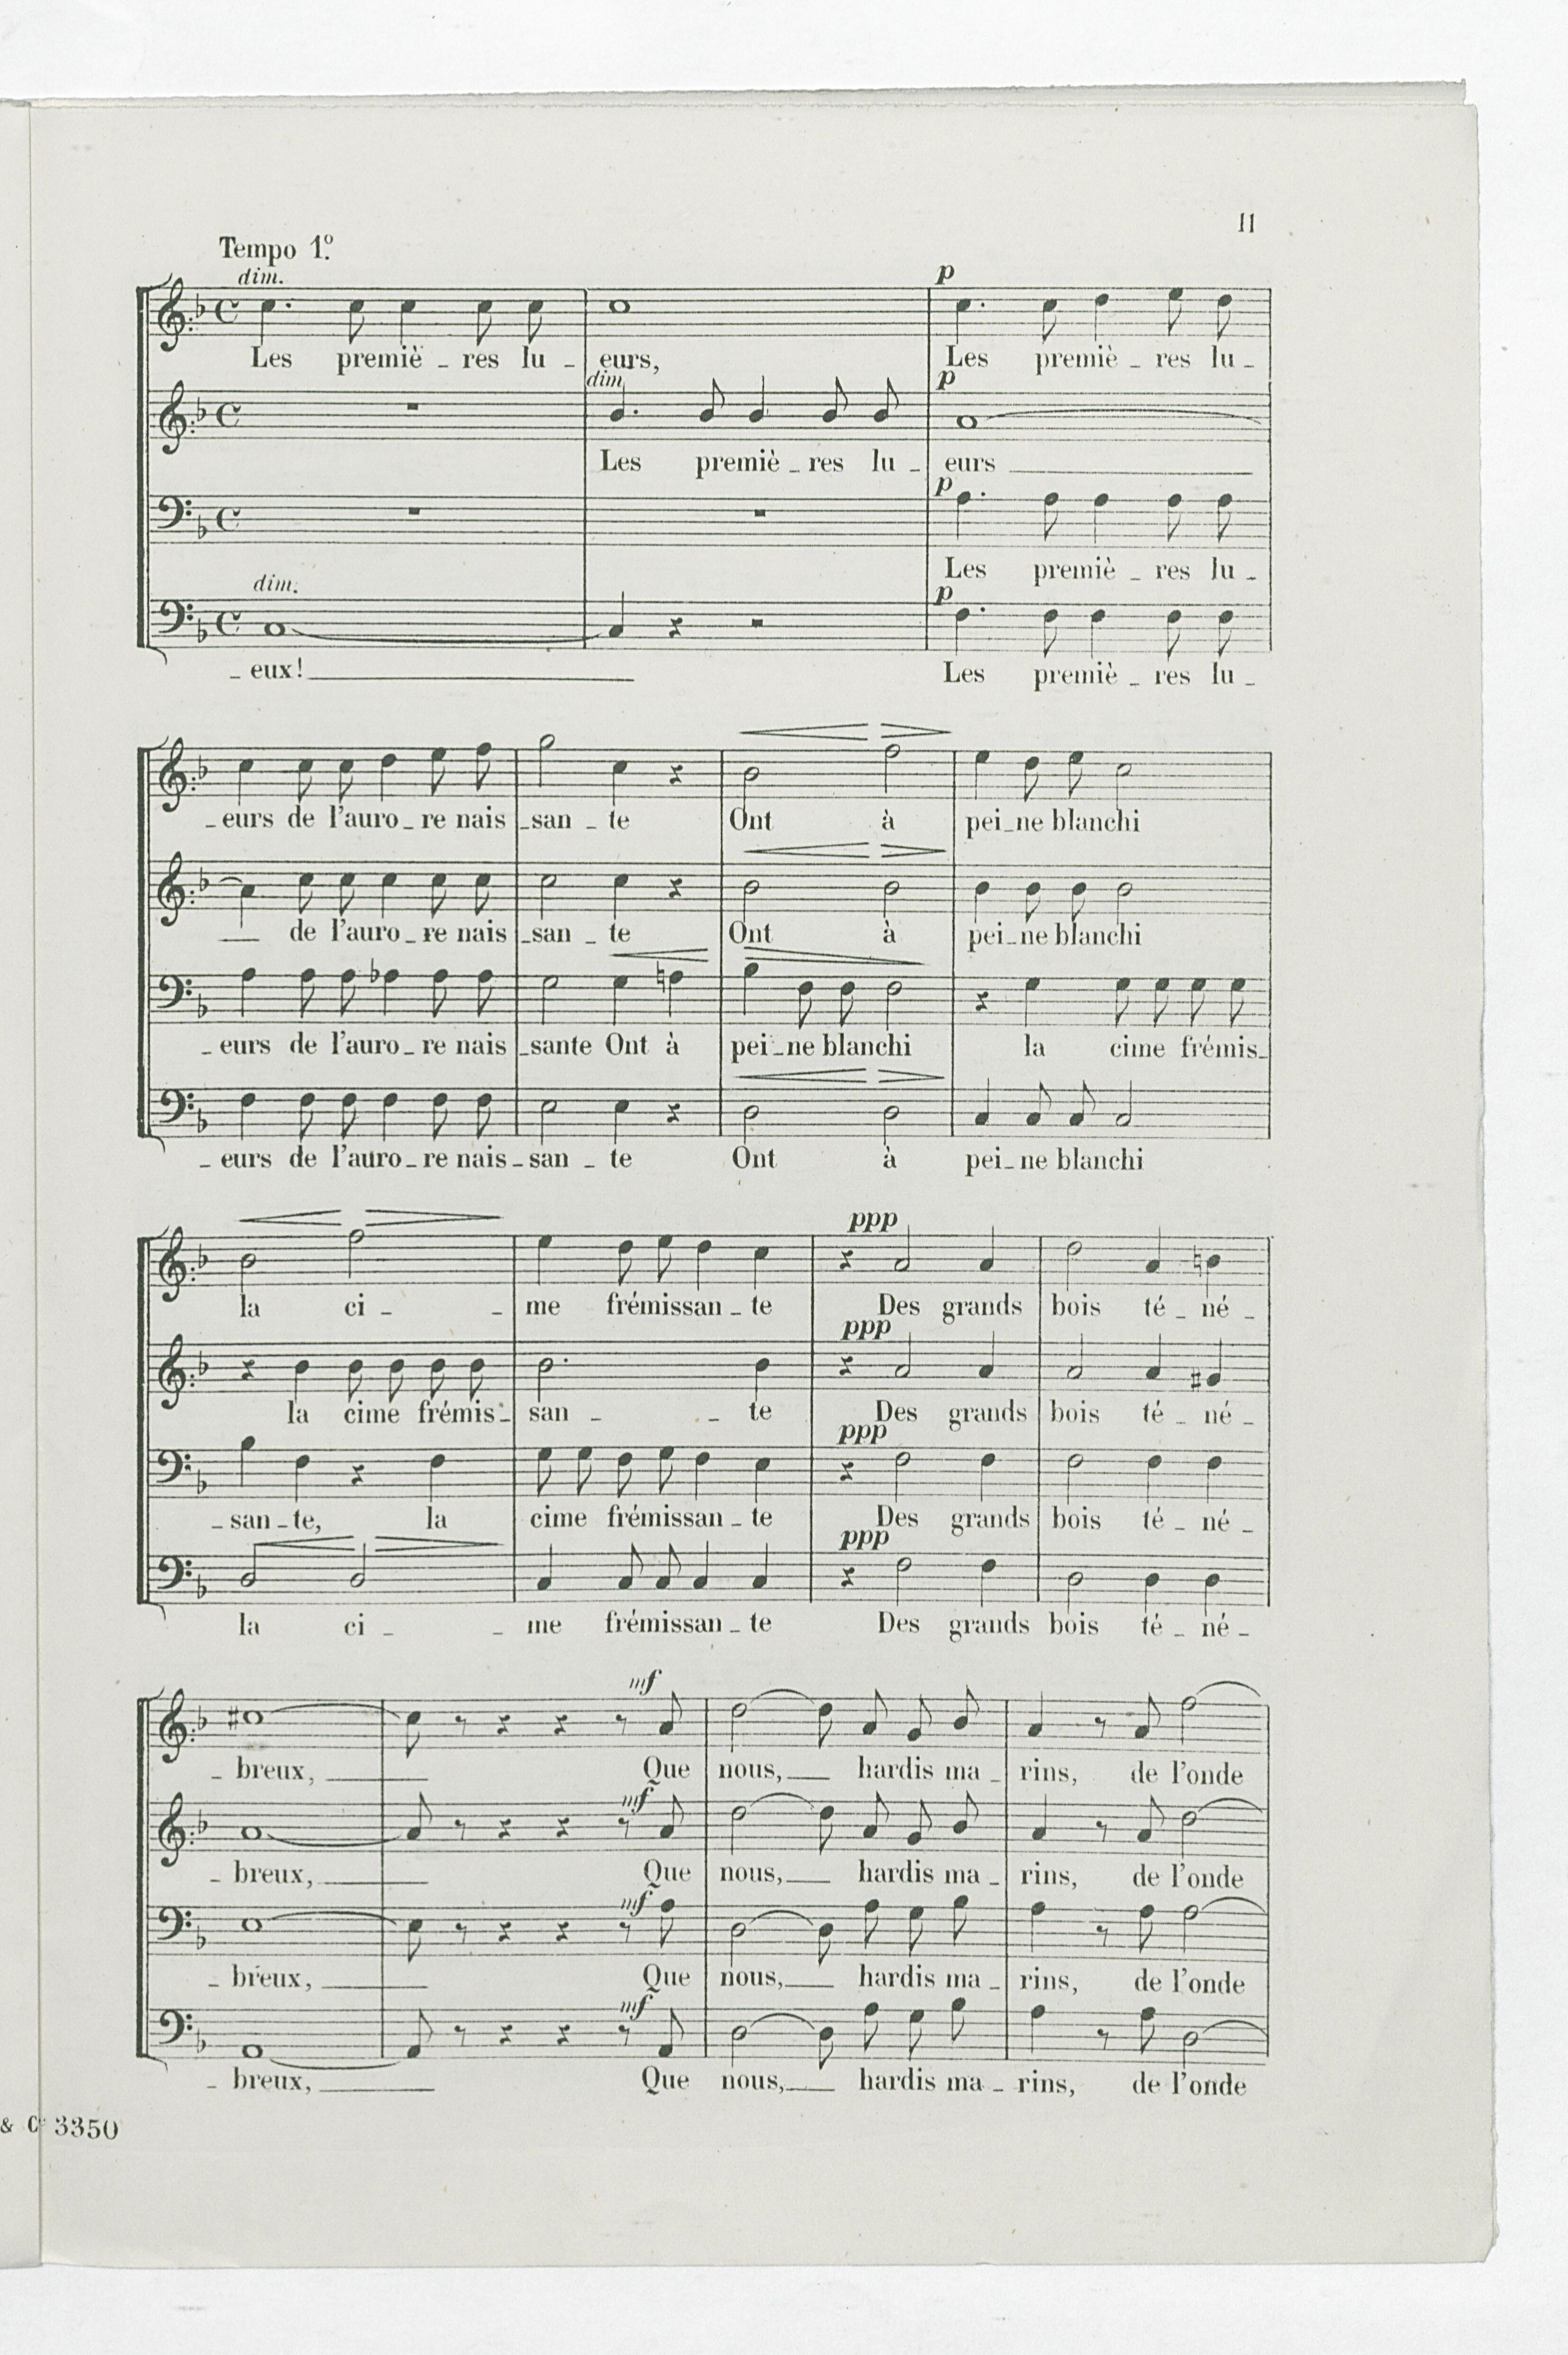 11
Tempo 1º.
dim.
p
Les premiè - res lu - eurs, Les premiè - res lu -
dim.
p
Les premiè - res lu - eurs
p
Les premiè - res lu -
dim.
p
- eux! Les premiè - res lu -
- eurs de l'auro - re nais - san - te Ont à pei - ne blanchi
de l'auro - re nais - san - te Ont à pei - ne blanchi
- eurs de l'auro - re nais - sante Ont à pei - ne blanchi la cime frémis -
- eurs de l'auro - re nais - san - te Ont à pei - ne blanchi
ppp
la ci - - me frémissan - te Des grands bois té - né -
ppp
la cime frémis - san - - te Des grands bois té - né -
ppp
- san - te, la cime frémissan - te Des grands bois té - né -
ppp
la ci - - me frémissan - te Des grands bois té - né -
mf
- breux, Que nous, hardis ma - rins, de l'onde
mf
- breux, Que nous, hardis ma - rins, de l'onde
mf
- breux, Que nous, hardis ma - rins, de l'onde
mf
- breux, Que nous, hardis ma - rins, de l'onde
& Cie 3350